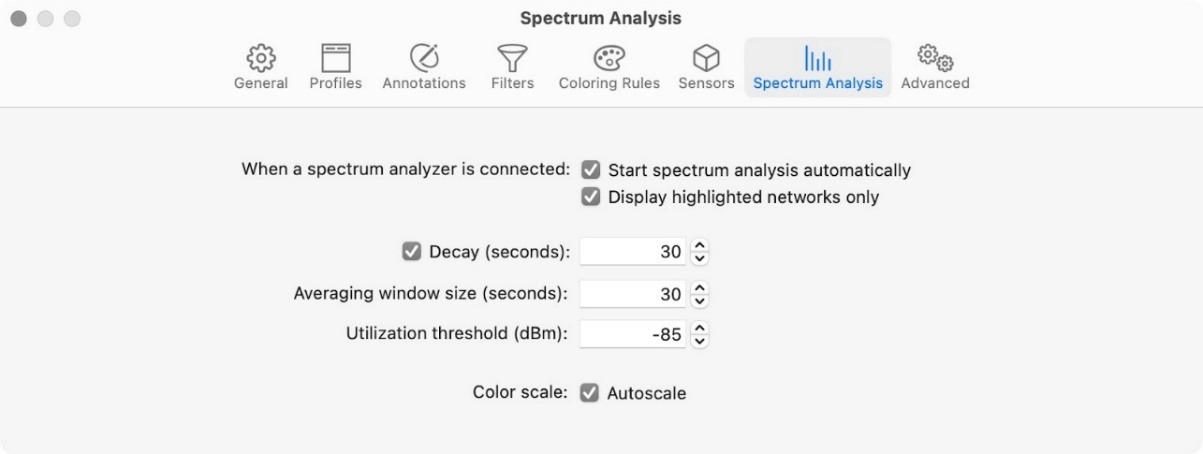 Spectrum Analysis
General Profiles Annotations Filters Coloring Rules Sensors Spectrum Analysis Advanced
When a spectrum analyzer is connected: Start spectrum analysis automatically
Display highlighted networks only
Decay (seconds): 30
Averaging window size (seconds): 30
Utilization threshold (dBm): -85
Color scale: Autoscale